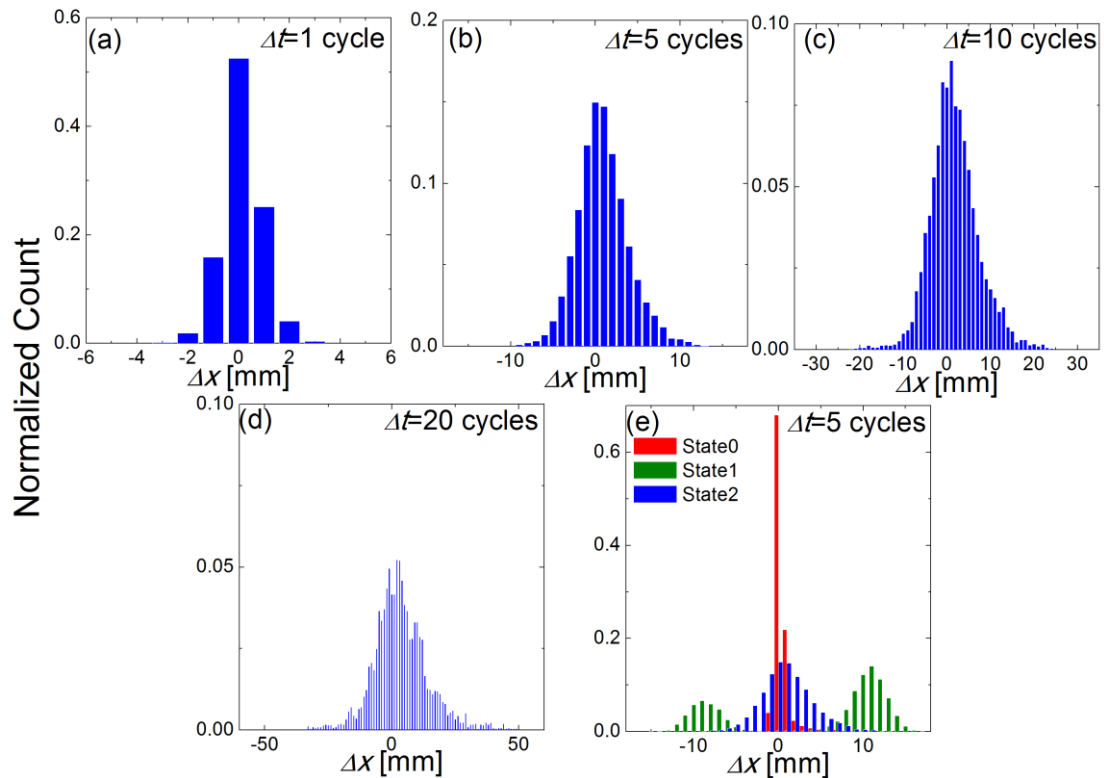 Normalized Count
(a)
Δt=1 cycle
0.6
0.4
0.2
0.0
-6 -4 -2 0 2 4 6
Δx [mm]
(b)
Δt=5 cycles
0.2
0.1
0.0
-10 0 10
Δx [mm]
(c)
Δt=10 cycles
0.10
0.05
0.00
-30 -20 -10 0 10 20 30
Δx [mm]
(d)
Δt=20 cycles
0.10
0.05
0.00
-50 0 50
Δx [mm]
(e)
Δt=5 cycles
State0
State1
State2
0.6
0.4
0.2
0.0
-10 0 10
Δx [mm]